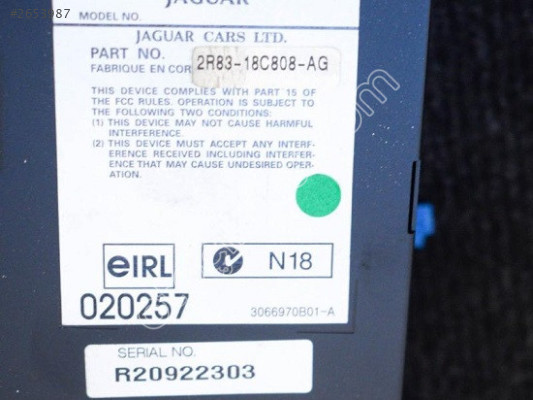 #2653087
JAGUAR
MODEL NO.
JAGUAR CARS LTD.
PART NO. 2R83-18C808-AG
FABRIQUE EN COR
THIS DEVICE COMPLIES WITH PART 15 OF
THE FCC RULES. OPERATION IS SUBJECT TO
THE FOLLOWING TWO CONDITIONS:
(1) THIS DEVICE MAY NOT CAUSE HARMFUL
INTERFERENCE.
(2) THIS DEVICE MUST ACCEPT ANY INTERF-
ERENCE RECEIVED INCLUDING INTERFER-
ENCE THAT MAY CAUSE UNDESIRED OPER-
ATION.
eIRL
N18
020257
3066970B01-A
SERIAL NO.
R20922303